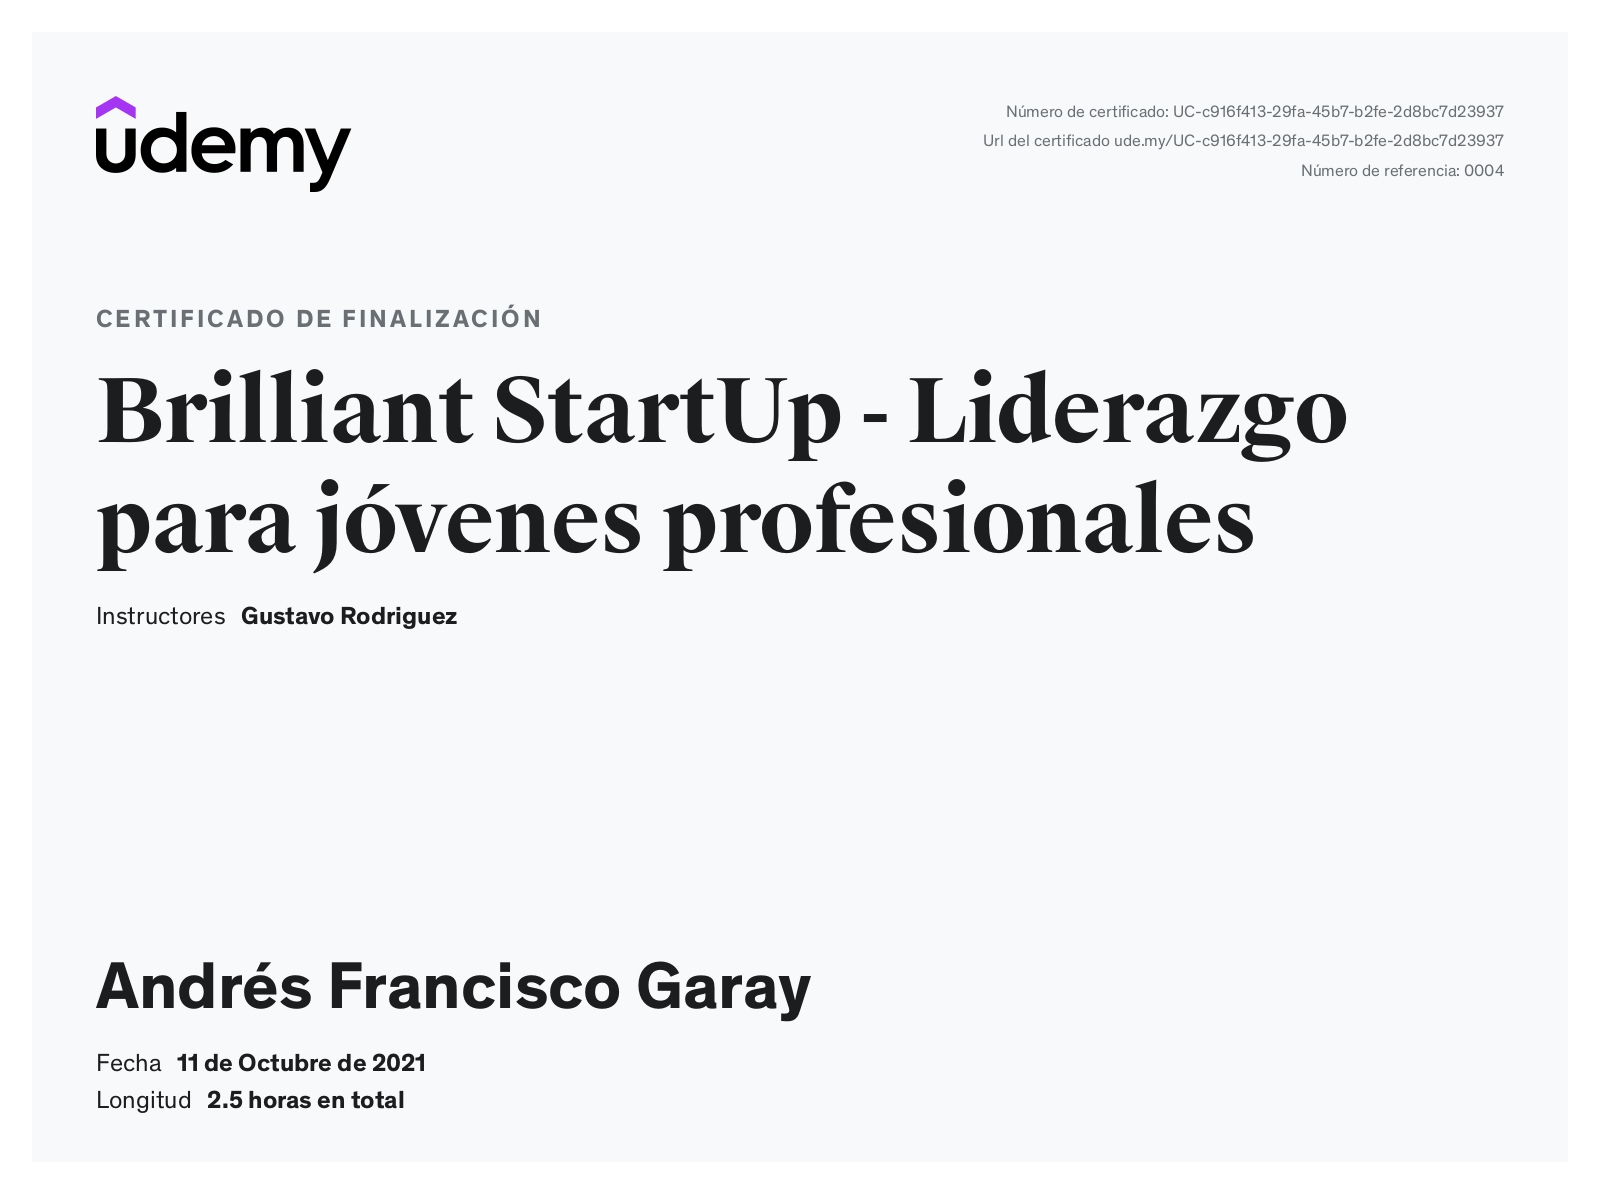 udemy
Número de certificado: UC-c916f413-29fa-45b7-b2fe-2d8bc7d23937
Url del certificado ude.my/UC-c916f413-29fa-45b7-b2fe-2d8bc7d23937
Número de referencia: 0004
CERTIFICADO DE FINALIZACIÓN
Brilliant StartUp - Liderazgo
para jóvenes profesionales
Instructores Gustavo Rodriguez
Andrés Francisco Garay
Fecha 11 de Octubre de 2021
Longitud 2.5 horas en total